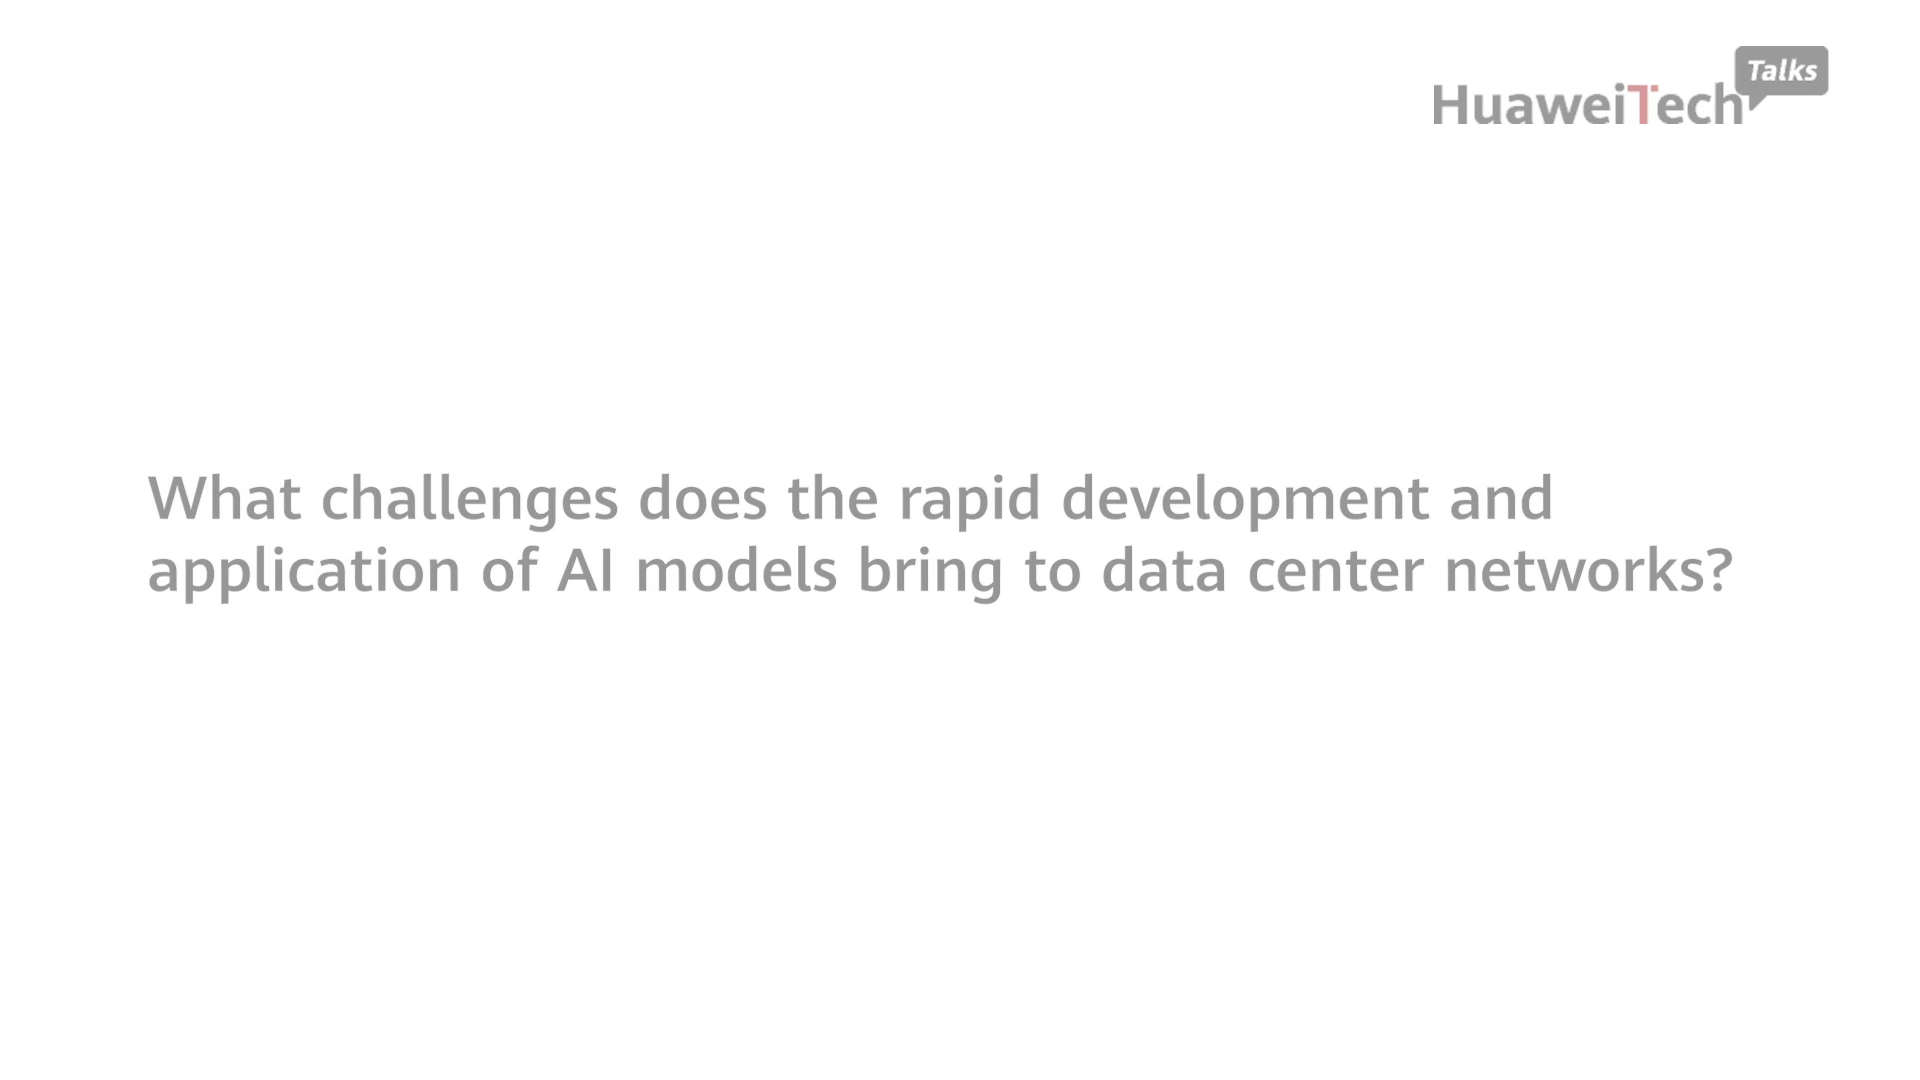 Talks
HuaweiTech
What challenges does the rapid development and
application of AI models bring to data center networks?